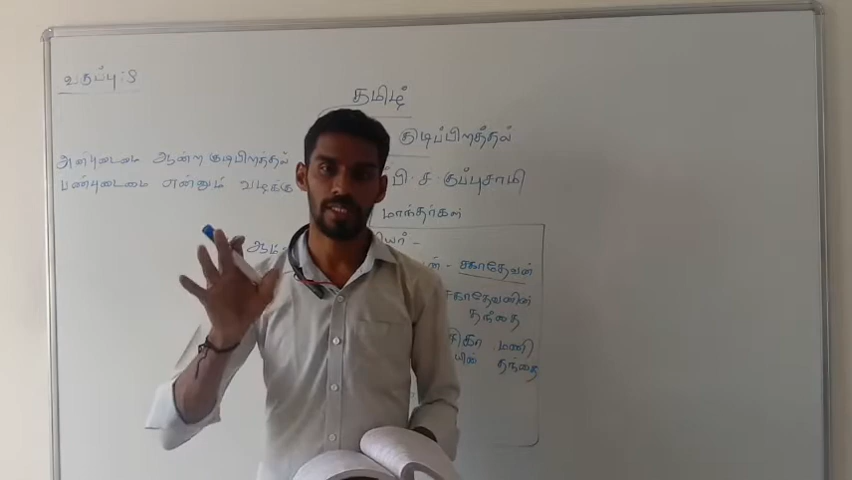 வகுப்பு : 8
தமிழ்
குடிப்பிறத்தல்
அன்புடைமை ஆன்ற குடிபிறத்தல்
பண்புடைமை என்னும் வழக்கு
பி.ச.குப்புசாமி
மாந்தர்கள்
சகாதேவன்
சகாதேவனின்
தந்தை
மணி
யின் தந்தை